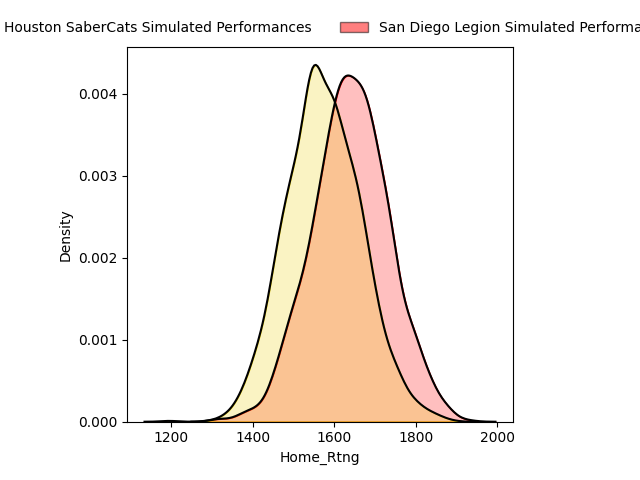 Houston SaberCats Simulated Performances
San Diego Legion Simulated
0.004
0.003
0.002
0.001
0.000
Density
1200 1400 1600 1800 2000
Home_Rtng